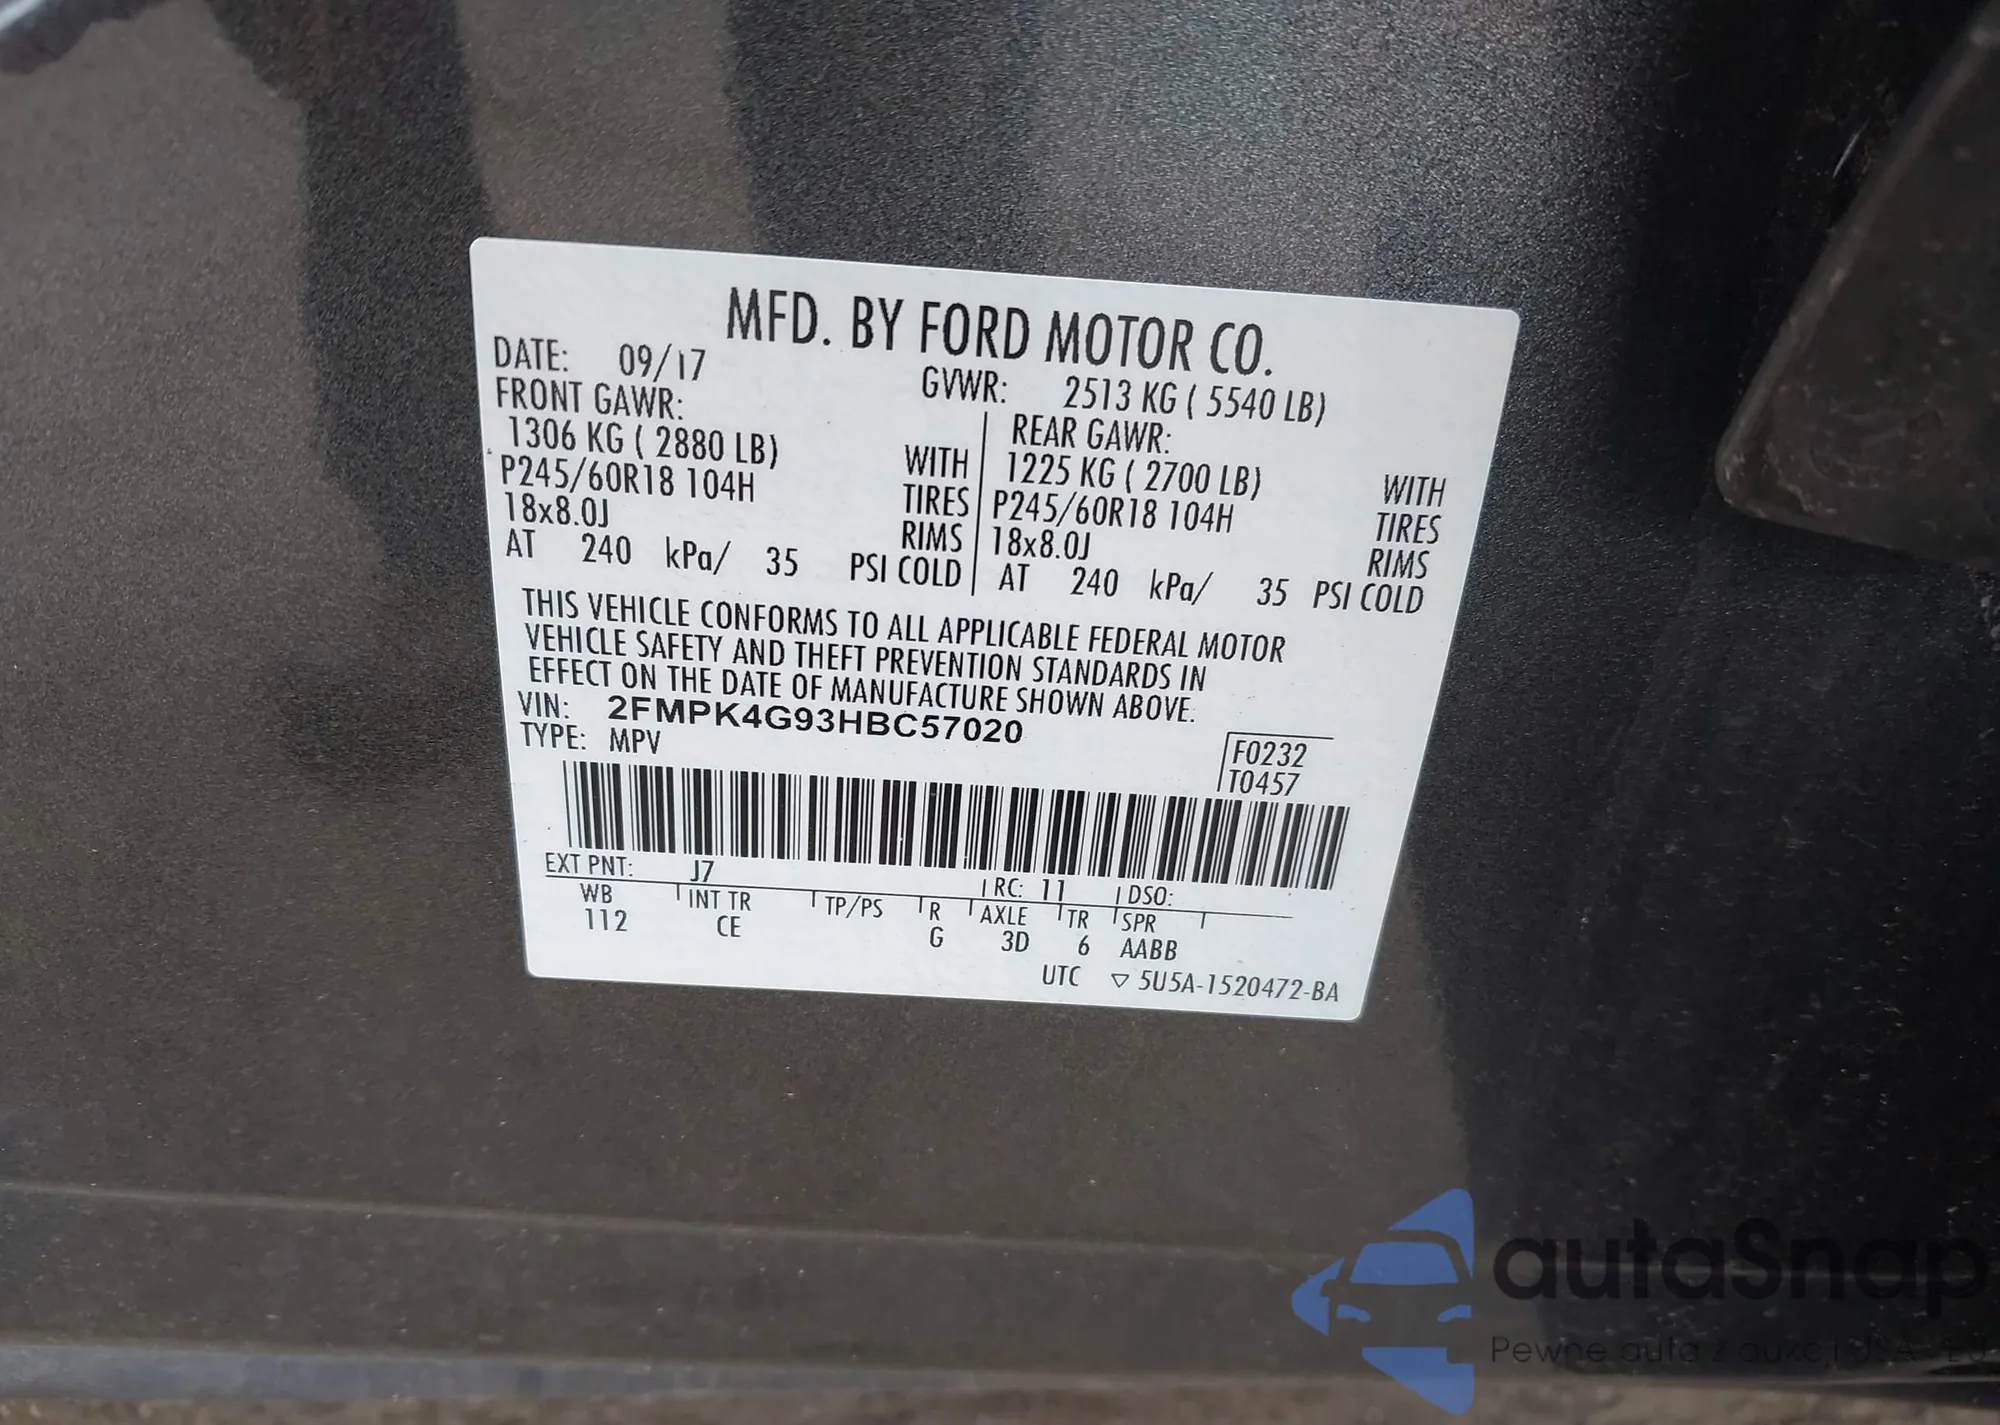 MFD. BY FORD MOTOR CO.
DATE: 09/17 GVWR: 2513 KG ( 5540 LB)
FRONT GAWR: REAR GAWR:
1306 KG ( 2880 LB) WITH 1225 KG ( 2700 LB) WITH
P245/60R18 104H TIRES P245/60R18 104H TIRES
18x8.0J RIMS 18x8.0J RIMS
AT 240 kPa/ 35 PSI COLD AT 240 kPa/ 35 PSI COLD
THIS VEHICLE CONFORMS TO ALL APPLICABLE FEDERAL MOTOR
VEHICLE SAFETY AND THEFT PREVENTION STANDARDS IN
EFFECT ON THE DATE OF MANUFACTURE SHOWN ABOVE.
VIN: 2FMPK4G93HBC57020
TYPE: MPV
F0232
T0457
EXT PNT: J7 RC: 11 DSO:
WB INT TR TP/PS R AXLE TR SPR
112 CE G 3D 6 AABB
UTC ▽ 5U5A-1520472-BA
autaSnap
Pewne auta z aukcji USA EU